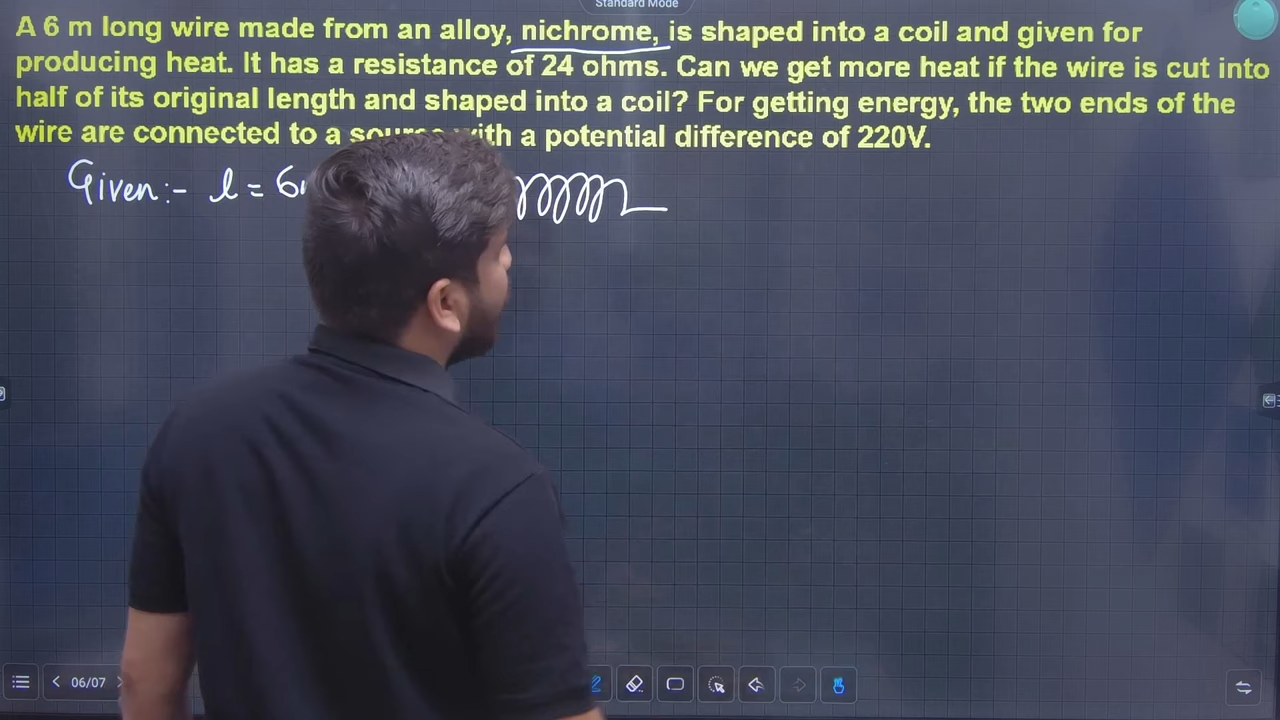 Standard Mode
A 6 m long wire made from an alloy, nichrome, is shaped into a coil and given for
producing heat. It has a resistance of 24 ohms. Can we get more heat if the wire is cut into
half of its original length and shaped into a coil? For getting energy, the two ends of the
wire are connected to a source with a potential difference of 220V.
Given:- l = 6
06/07